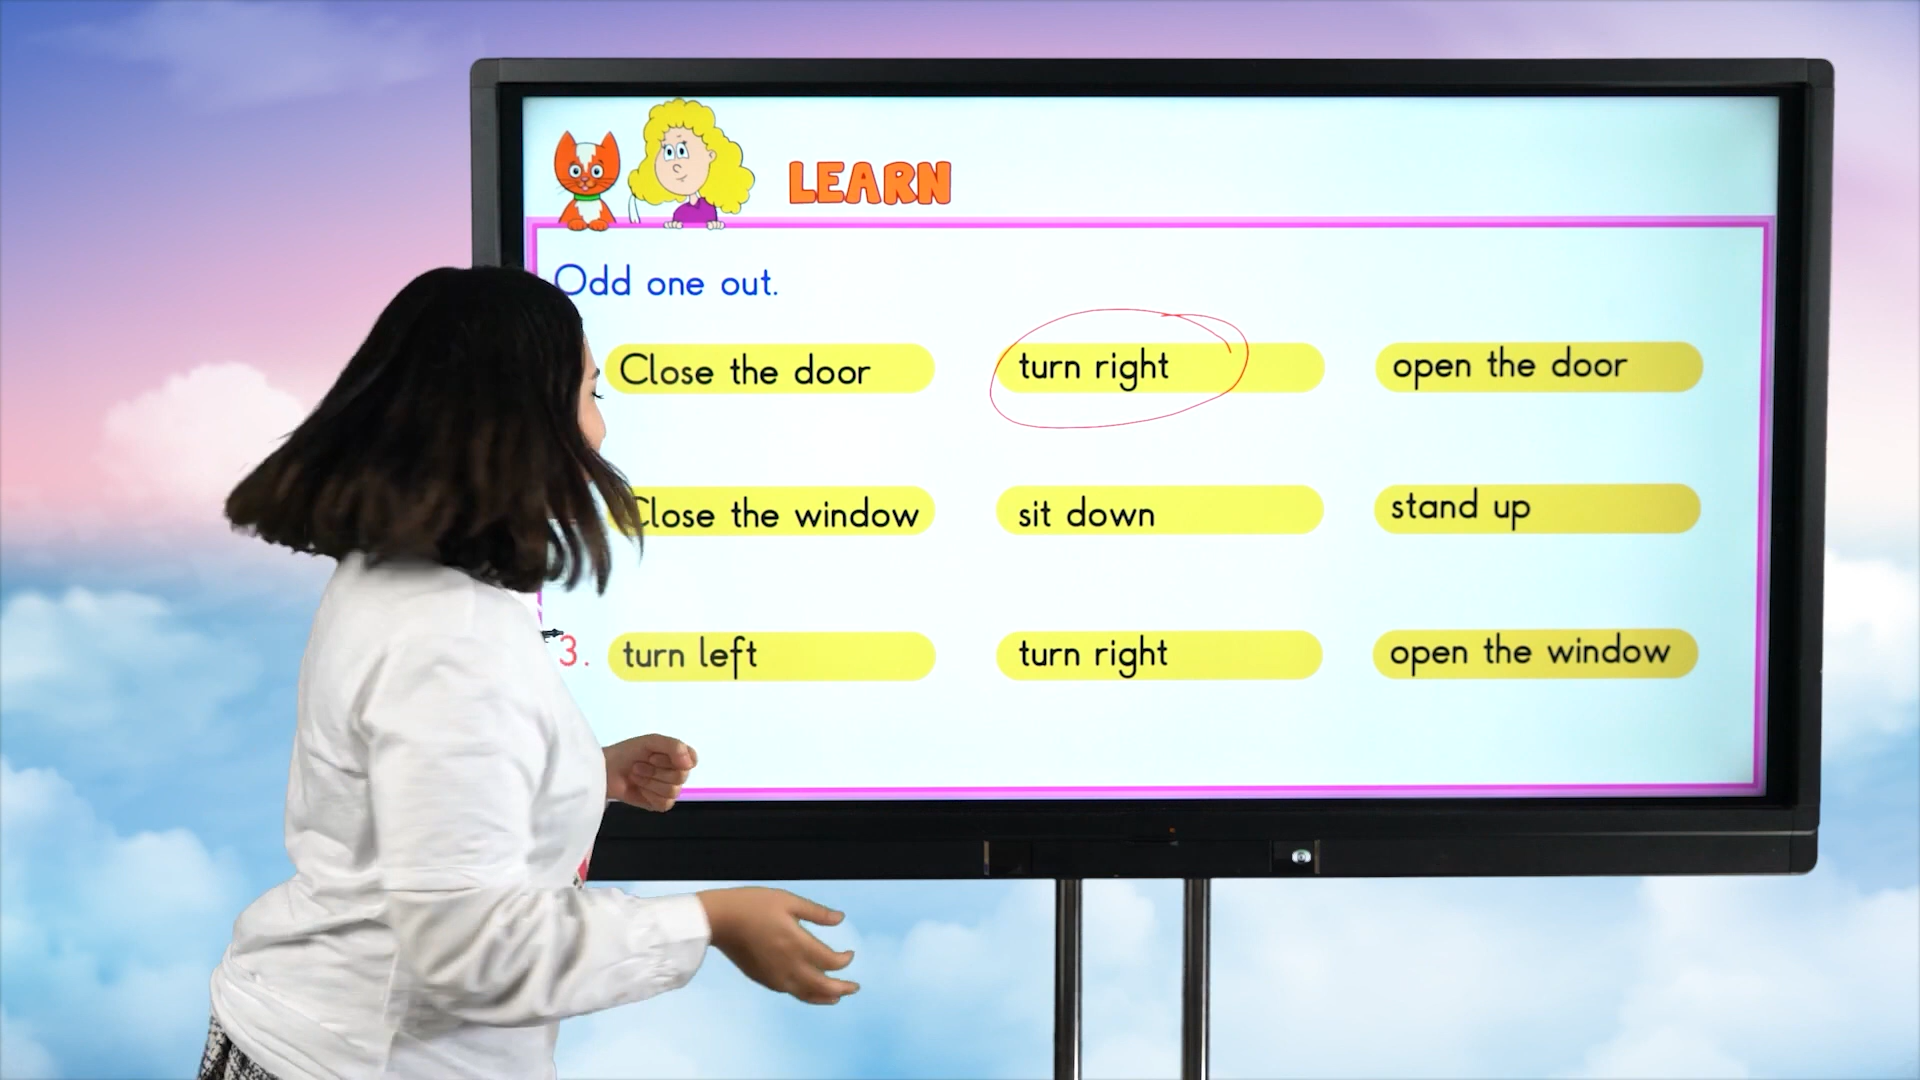 LEARN
Odd one out.
Close the door turn right open the door
Close the window sit down stand up
3. turn left turn right open the window